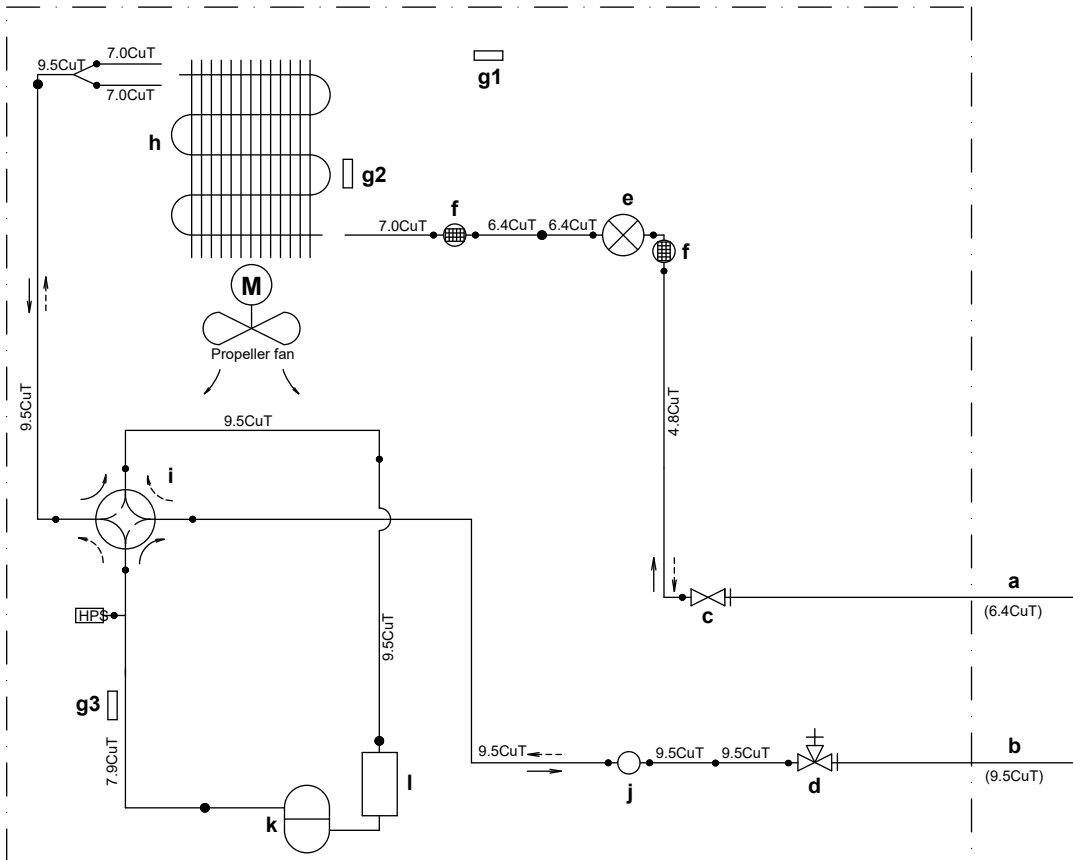 7.0CuT
9.5CuT
7.0CuT
g1
h
g2
e
f
7.0CuT
6.4CuT
6.4CuT
f
M
Propeller fan
9.5CuT
4.8CuT
9.5CuT
i
a
(6.4CuT)
c
HPS
9.5CuT
g3
7.9CuT
9.5CuT
9.5CuT
9.5CuT
b
(9.5CuT)
d
j
l
k